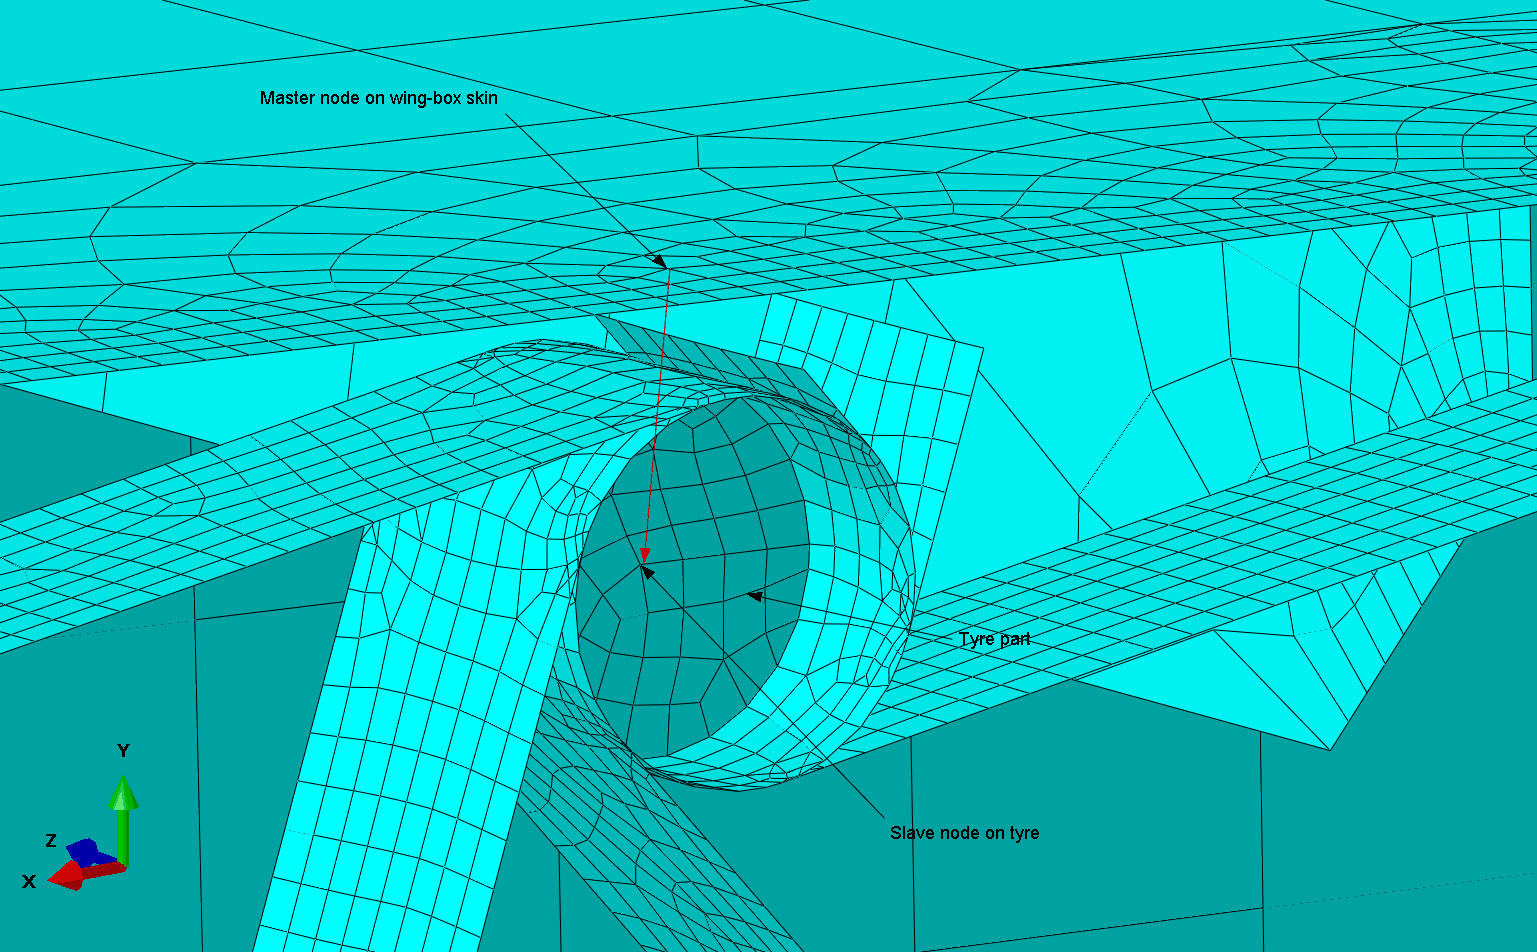 Master node on wing-box skin
Tyre part
Y
Slave node on tyre
Z
X